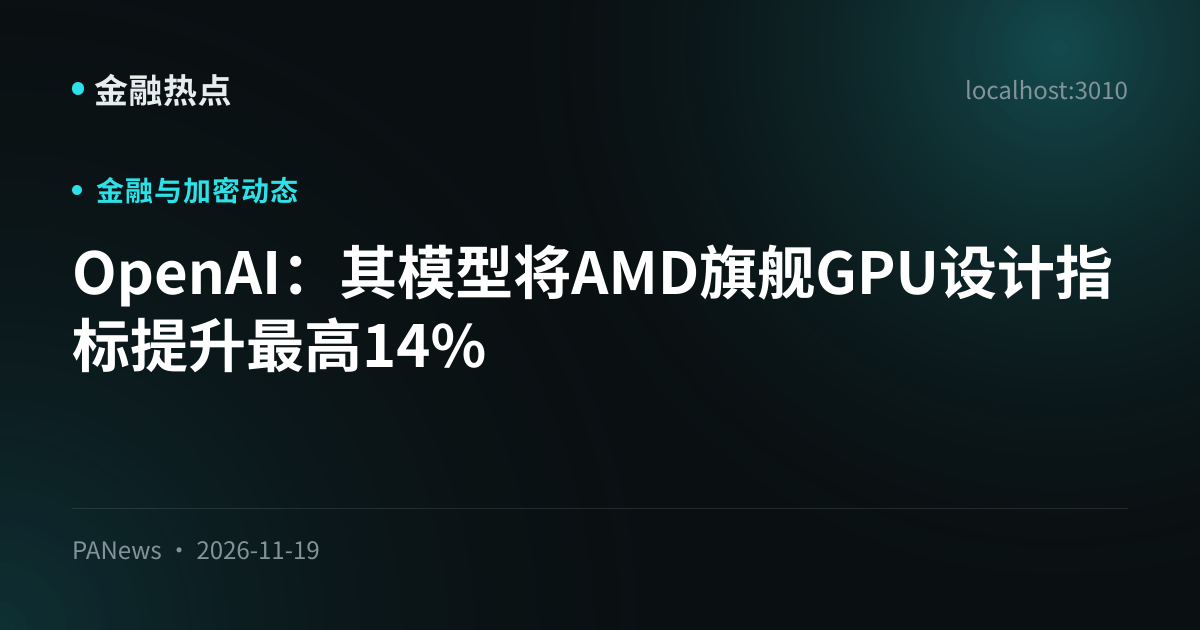 金融热点
localhost:3010
金融与加密动态
OpenAI：其模型将AMD旗舰GPU设计指
标提升最高14%
PANews • 2026-11-19